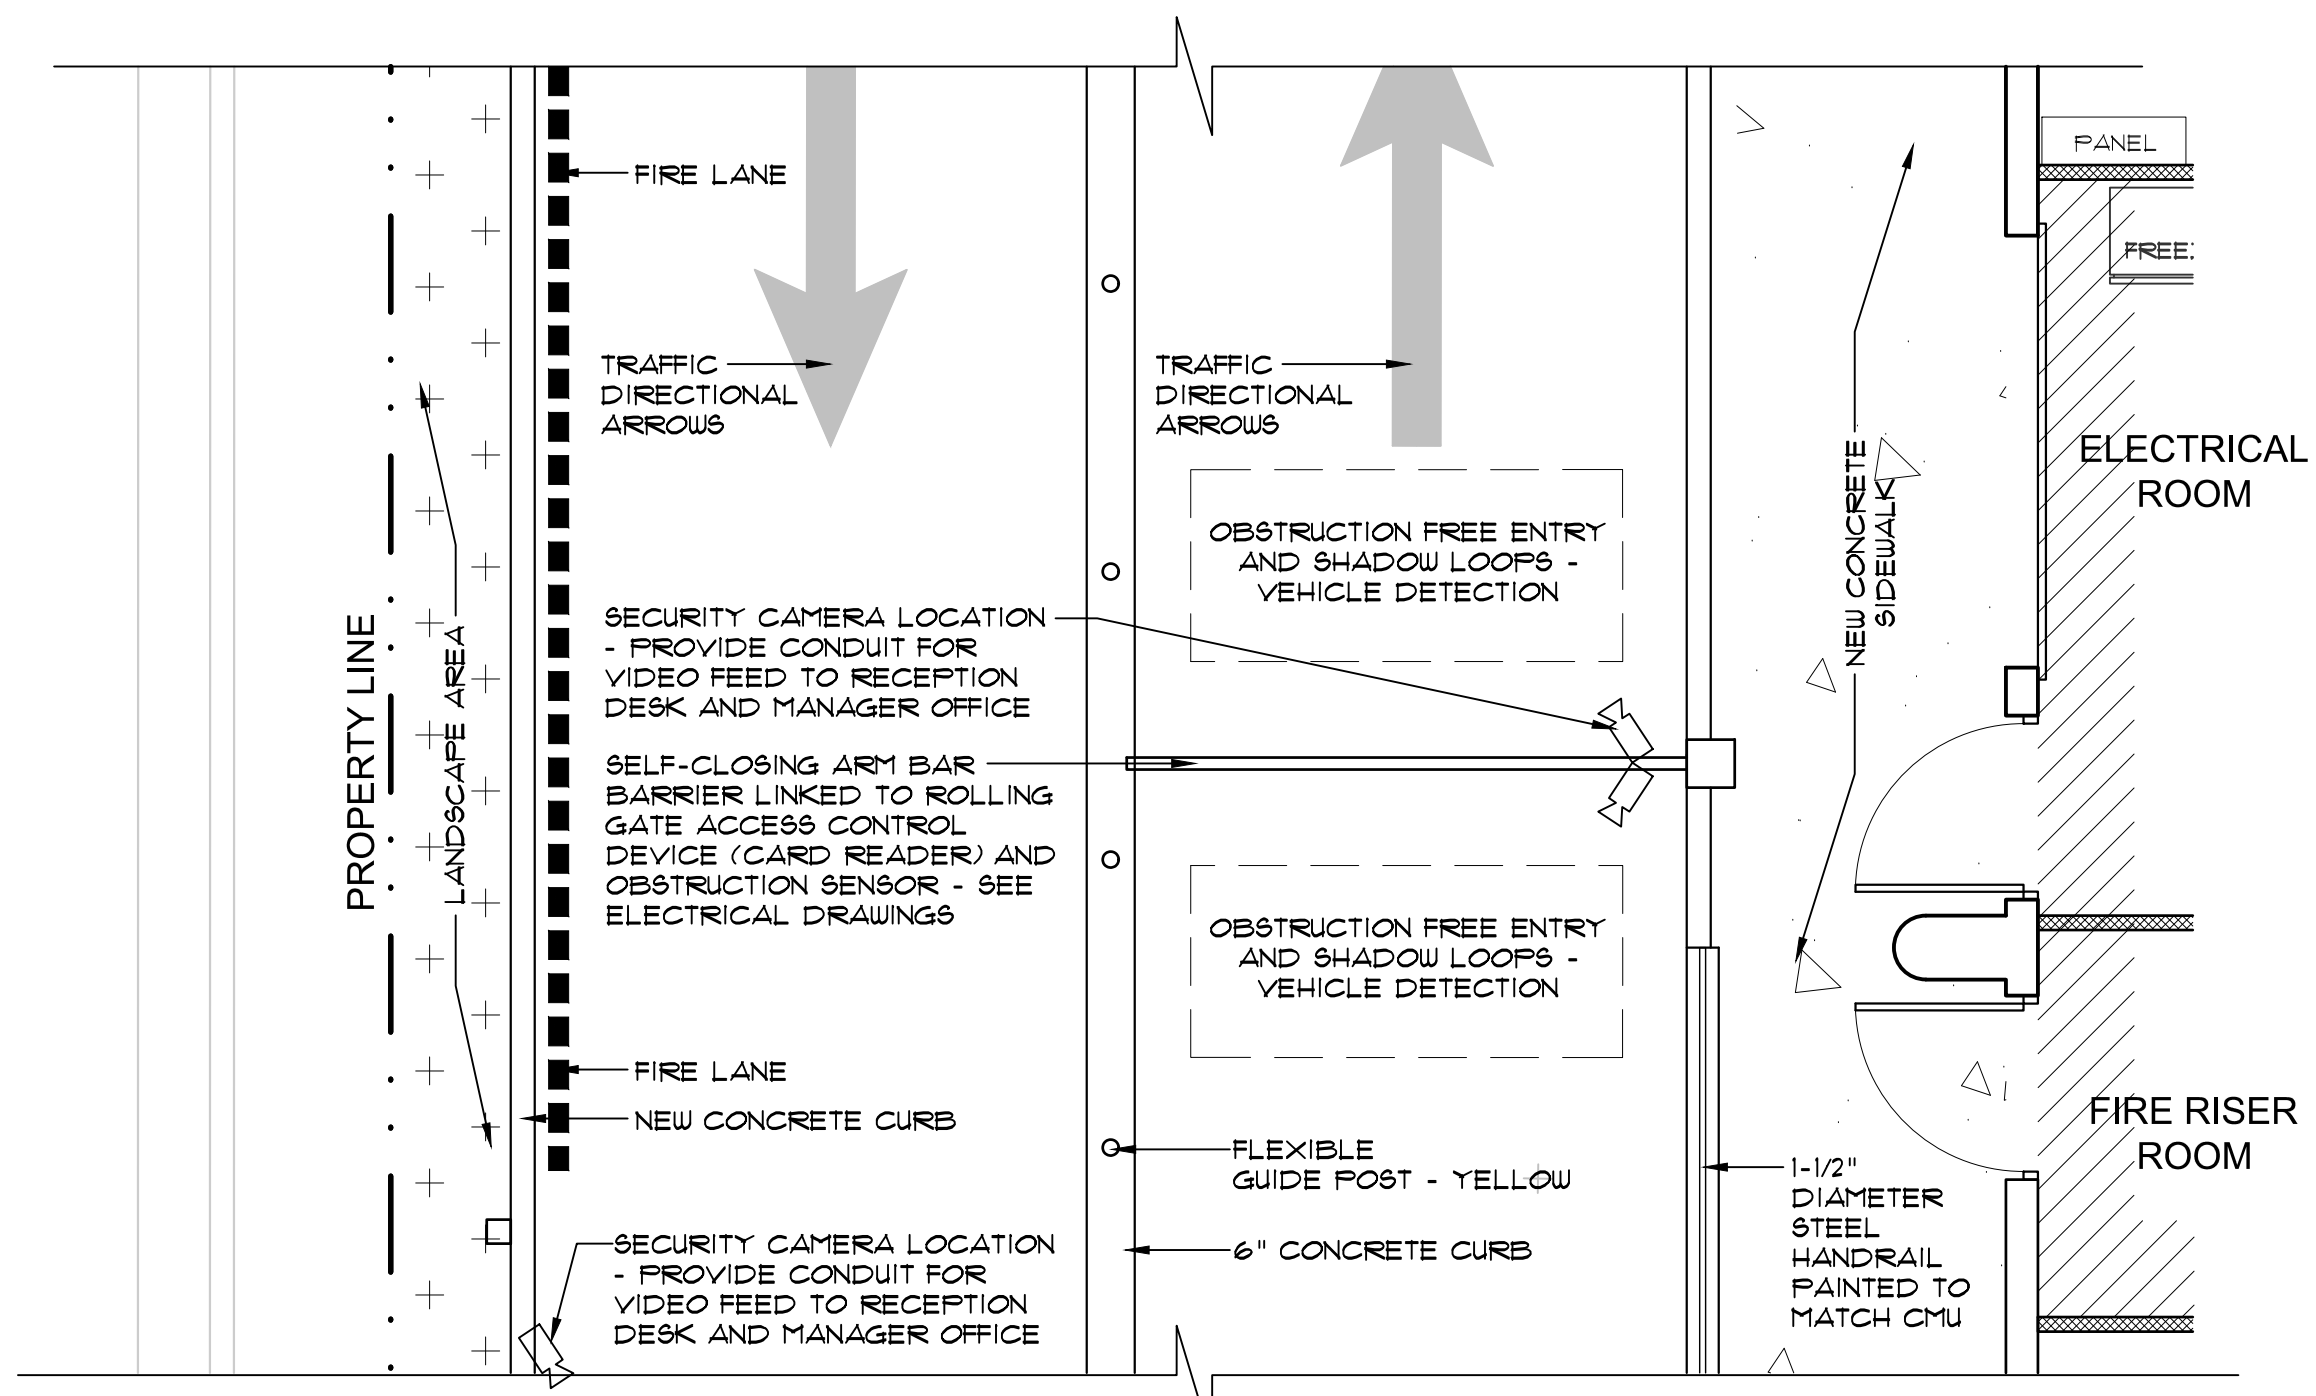 PANEL
FIRE LANE
FREE:
TRAFFIC
DIRECTIONAL
ARROWS
TRAFFIC
DIRECTIONAL
ARROWS
ELECTRICAL
ROOM
NEW CONCRETE
SIDEWALK
OBSTRUCTION FREE ENTRY
AND SHADOW LOOPS -
VEHICLE DETECTION
SECURITY CAMERA LOCATION
- PROVIDE CONDUIT FOR
VIDEO FEED TO RECEPTION
DESK AND MANAGER OFFICE
PROPERTY LINE
LANDSCAPE AREA
SELF-CLOSING ARM BAR
BARRIER LINKED TO ROLLING
GATE ACCESS CONTROL
DEVICE (CARD READER) AND
OBSTRUCTION SENSOR - SEE
ELECTRICAL DRAWINGS
OBSTRUCTION FREE ENTRY
AND SHADOW LOOPS -
VEHICLE DETECTION
FIRE LANE
NEW CONCRETE CURB
FIRE RISER
ROOM
FLEXIBLE
GUIDE POST - YELLOW
1-1/2"
DIAMETER
STEEL
HANDRAIL
PAINTED TO
MATCH CMU
6" CONCRETE CURB
SECURITY CAMERA LOCATION
- PROVIDE CONDUIT FOR
VIDEO FEED TO RECEPTION
DESK AND MANAGER OFFICE